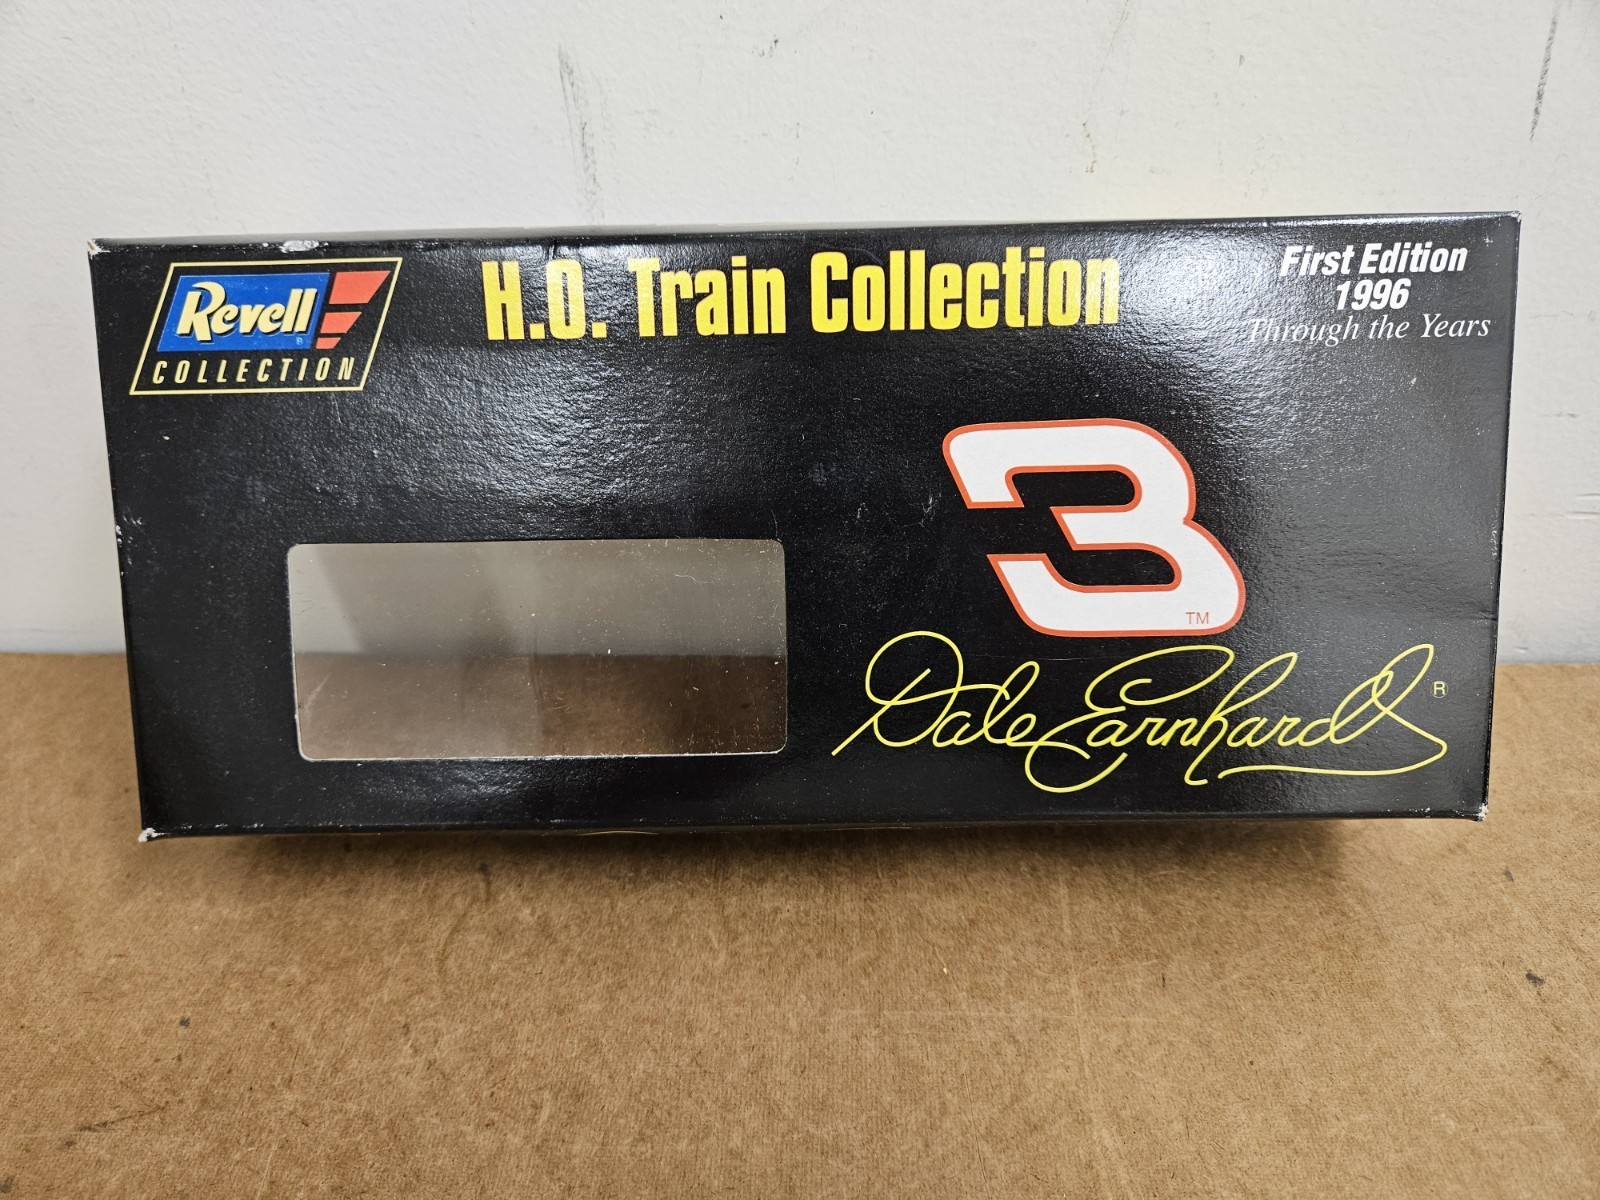 Revell®
COLLECTION
H.O. Train Collection
First Edition
1996
Through the Years
3
TM
Dale Earnhardt®